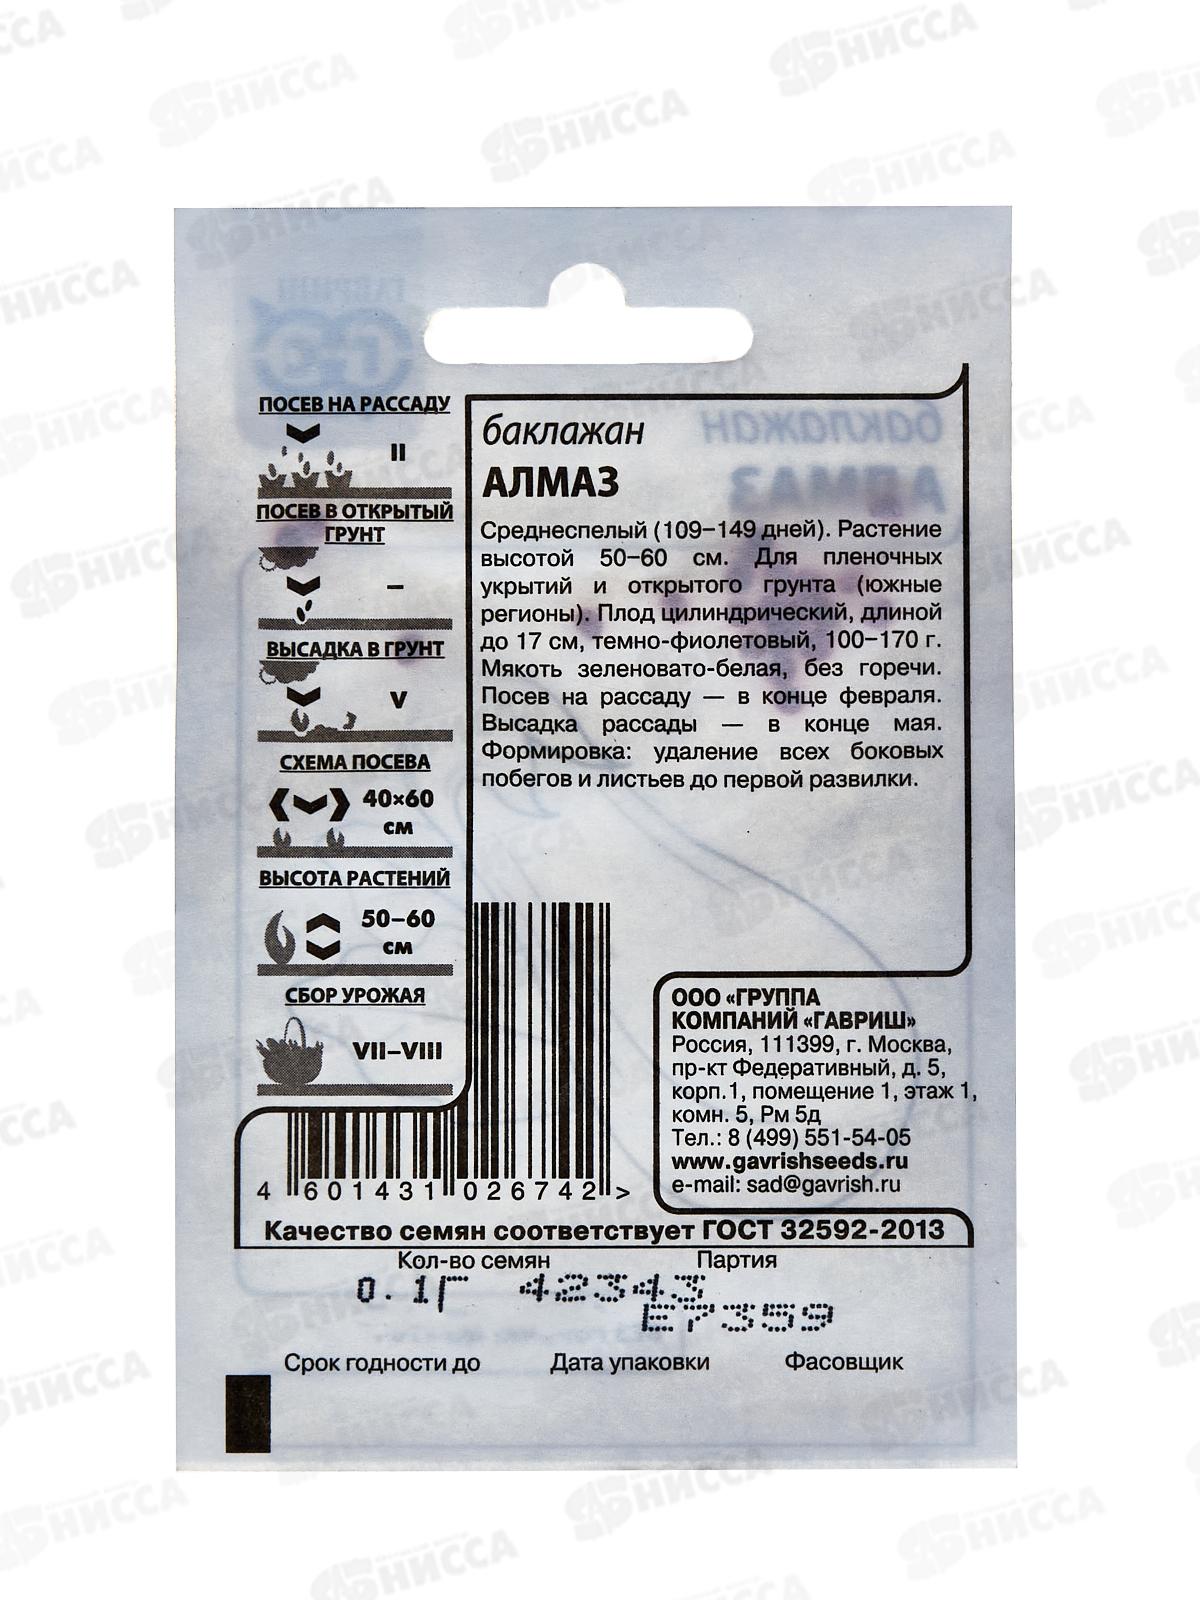 ПОСЕВ НА РАССАДУ
II
ПОСЕВ В ОТКРЫТЫЙ
ГРУНТ
–
ВЫСАДКА В ГРУНТ
V
СХЕМА ПОСЕВА
40×60
см
ВЫСОТА РАСТЕНИЙ
50–60
см
СБОР УРОЖАЯ
VII–VIII
баклажан
АЛМАЗ
Среднеспелый (109–149 дней). Растение
высотой 50–60 см. Для пленочных
укрытий и открытого грунта (южные
регионы). Плод цилиндрический, длиной
до 17 см, темно-фиолетовый, 100–170 г.
Мякоть зеленовато-белая, без горечи.
Посев на рассаду — в конце февраля.
Высадка рассады — в конце мая.
Формировка: удаление всех боковых
побегов и листьев до первой развилки.
ООО «ГРУППА
КОМПАНИЙ «ГАВРИШ»
Россия, 111399, г. Москва,
пр-кт Федеративный, д. 5,
корп.1, помещение 1, этаж 1,
комн. 5, Рм 5д
Тел.: 8 (499) 551-54-05
www.gavrishseeds.ru
e-mail: sad@gavrish.ru
4 601431 026742 >
Качество семян соответствует ГОСТ 32592-2013
Кол-во семян Партия
0.1Г 42343
Е7359
Срок годности до Дата упаковки Фасовщик